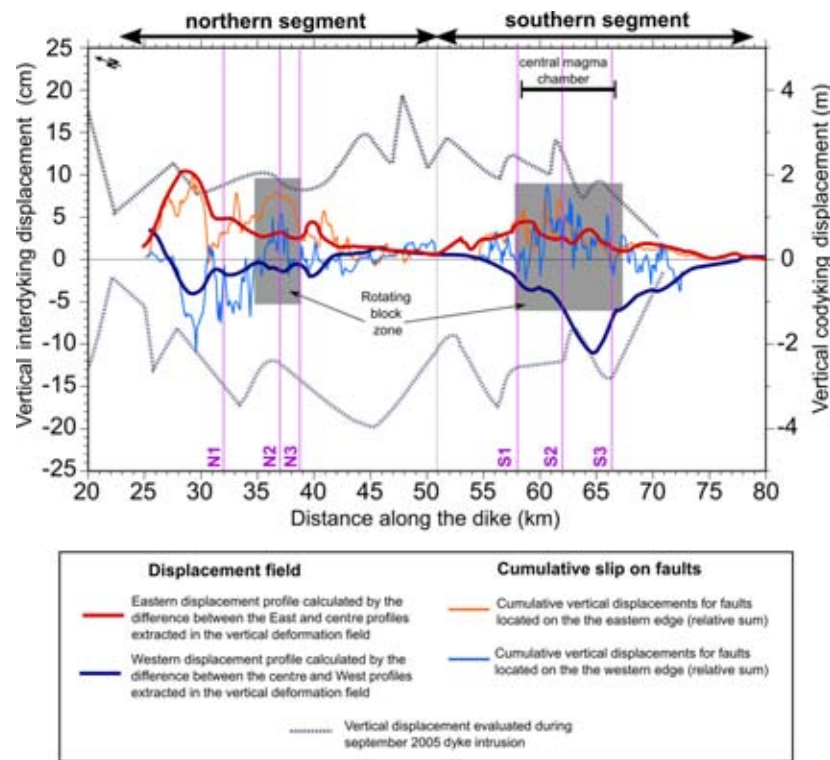 northern segment southern segment
25
20
15
10
5
0
-5
-10
-15
-20
-25
Vertical interdyking displacement (cm)
N
central magma
chamber
Rotating
block
zone
N1
N2
N3
S1
S2
S3
4
2
0
-2
-4
Vertical codyking displacement (m)
20 25 30 35 40 45 50 55 60 65 70 75 80
Distance along the dike (km)
Displacement field
Eastern displacement profile calculated by the
difference between the East and centre profiles
extracted in the vertical deformation field
Western displacement profile calculated by the
difference between the centre and West profiles
extracted in the vertical deformation field
Cumulative slip on faults
Cumulative vertical displacements for faults
located on the the eastern edge (relative sum)
Cumulative vertical displacements for faults
located on the the western edge (relative sum)
Vertical displacement evaluated during
september 2005 dyke intrusion